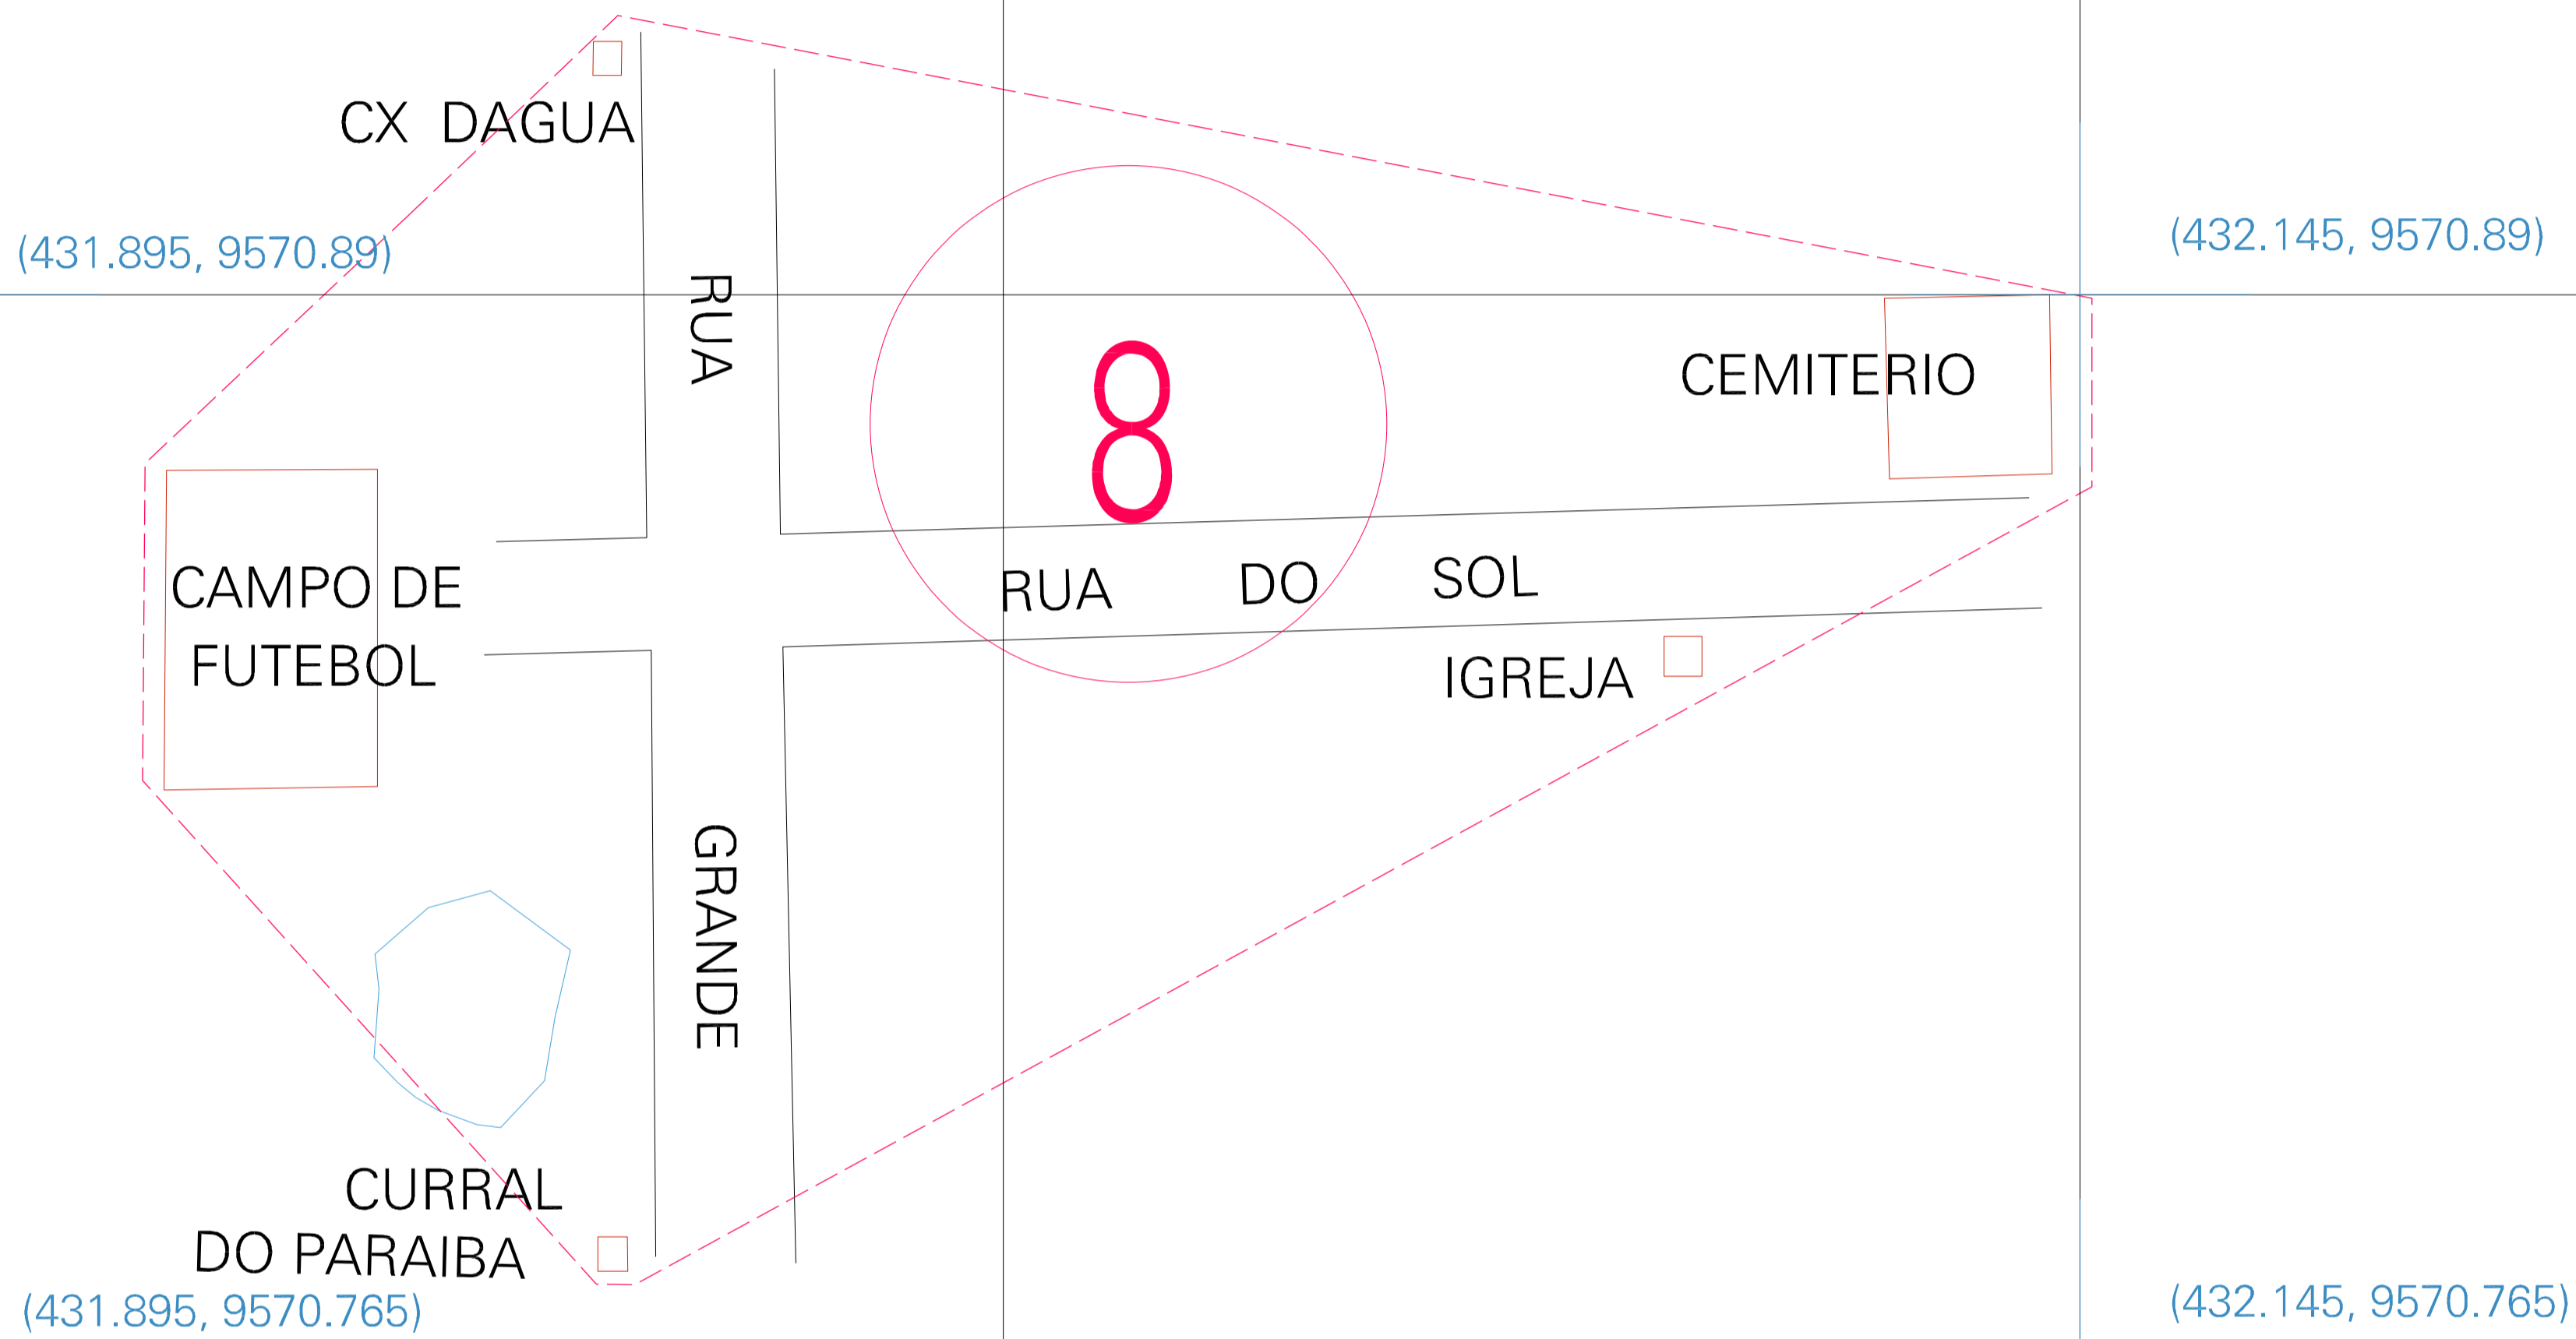 CX DAGUA
(431.895, 9570.89)
(432.145, 9570.89)
RUA
8
CEMITERIO
CAMPO DE
FUTEBOL
RUA DO SOL
IGREJA
GRANDE
CURRAL
DO PARAIBA
(431.895, 9570.765)
(432.145, 9570.765)